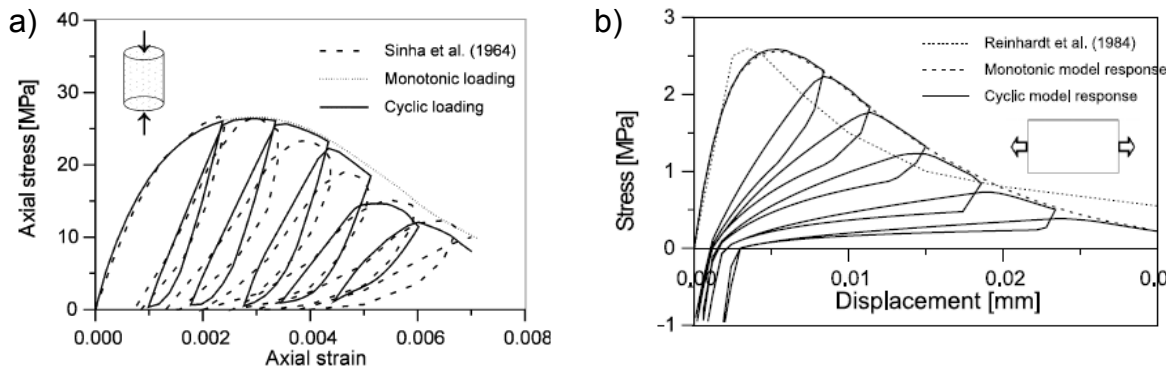 a)
40
30
20
10
0
Axial stress [MPa]
Sinha et al. (1964)
Monotonic loading
Cyclic loading
0.000
0.002
0.004
0.006
0.008
Axial strain
b)
3
2
1
0
-1
Stress [MPa]
Reinhardt et al. (1984)
Monotonic model response
Cyclic model response
0.00
0.01
0.02
0.0
Displacement [mm]